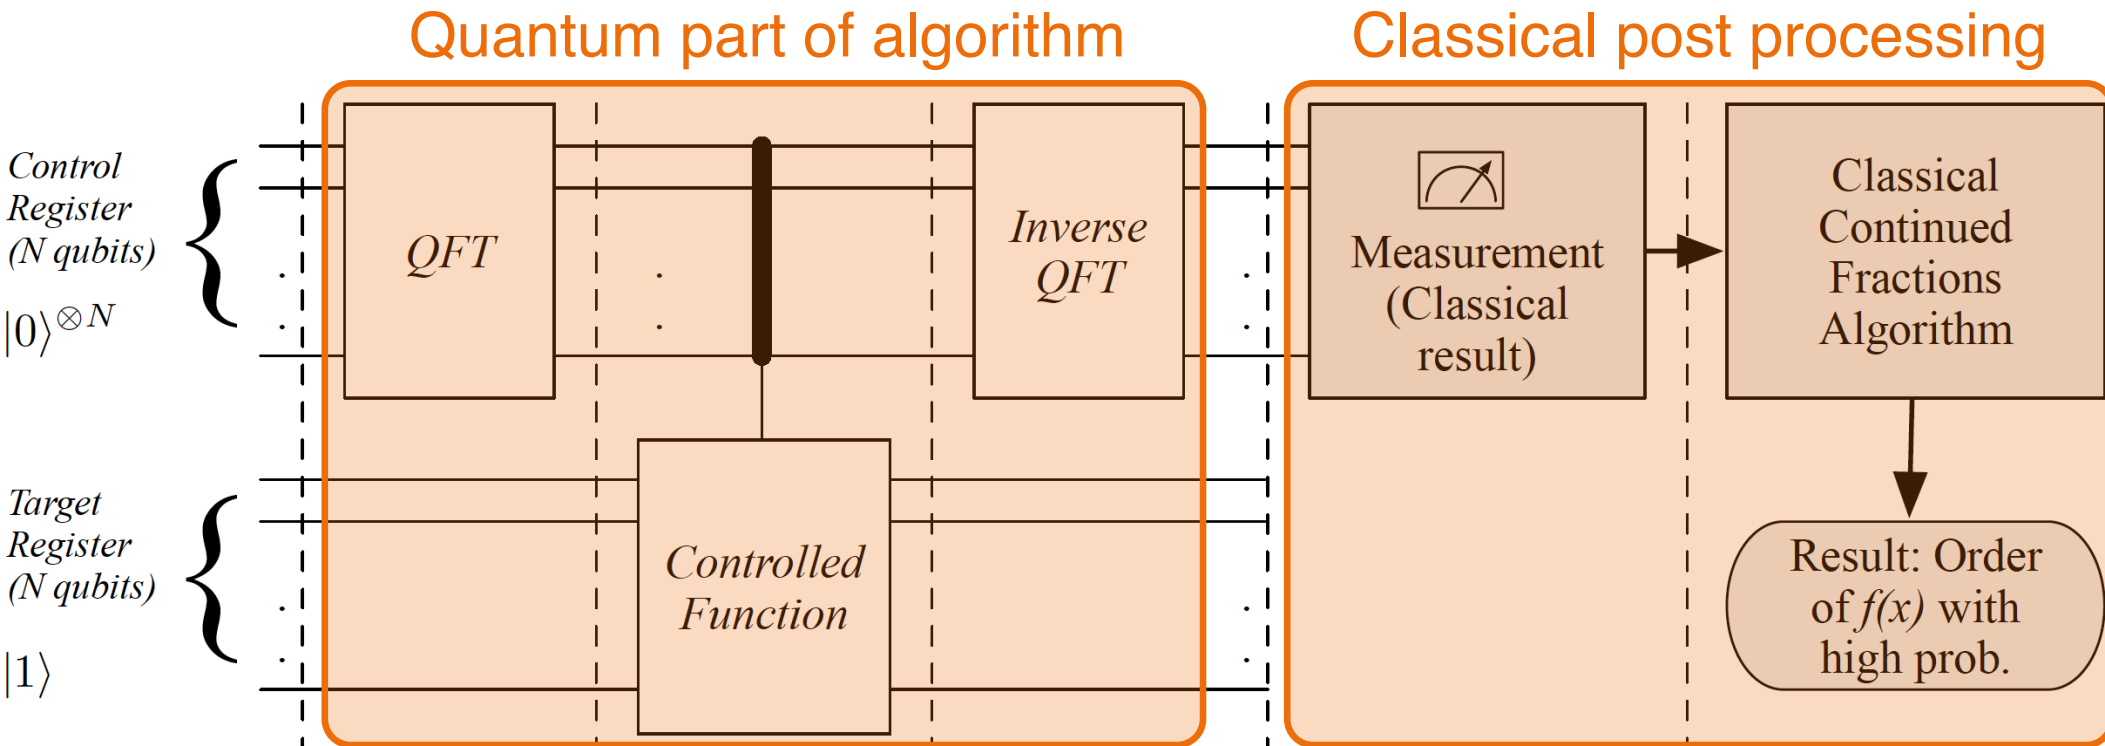 Quantum part of algorithm
Classical post processing
Control
Register
(N qubits)
|0⟩⊗N
QFT
Inverse
QFT
Measurement
(Classical
result)
Classical
Continued
Fractions
Algorithm
Target
Register
(N qubits)
|1⟩
Controlled
Function
Result: Order
of f(x) with
high prob.